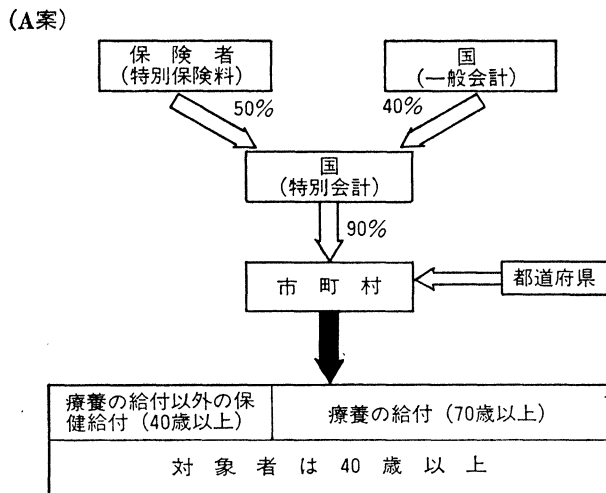 (A案)
保険者
(特別保険料)
国
(一般会計)
50%
40%
国
(特別会計)
90%
市町村
都道府県
療養の給付以外の保
健給付(40歳以上)
療養の給付(70歳以上)
対象者は40歳以上